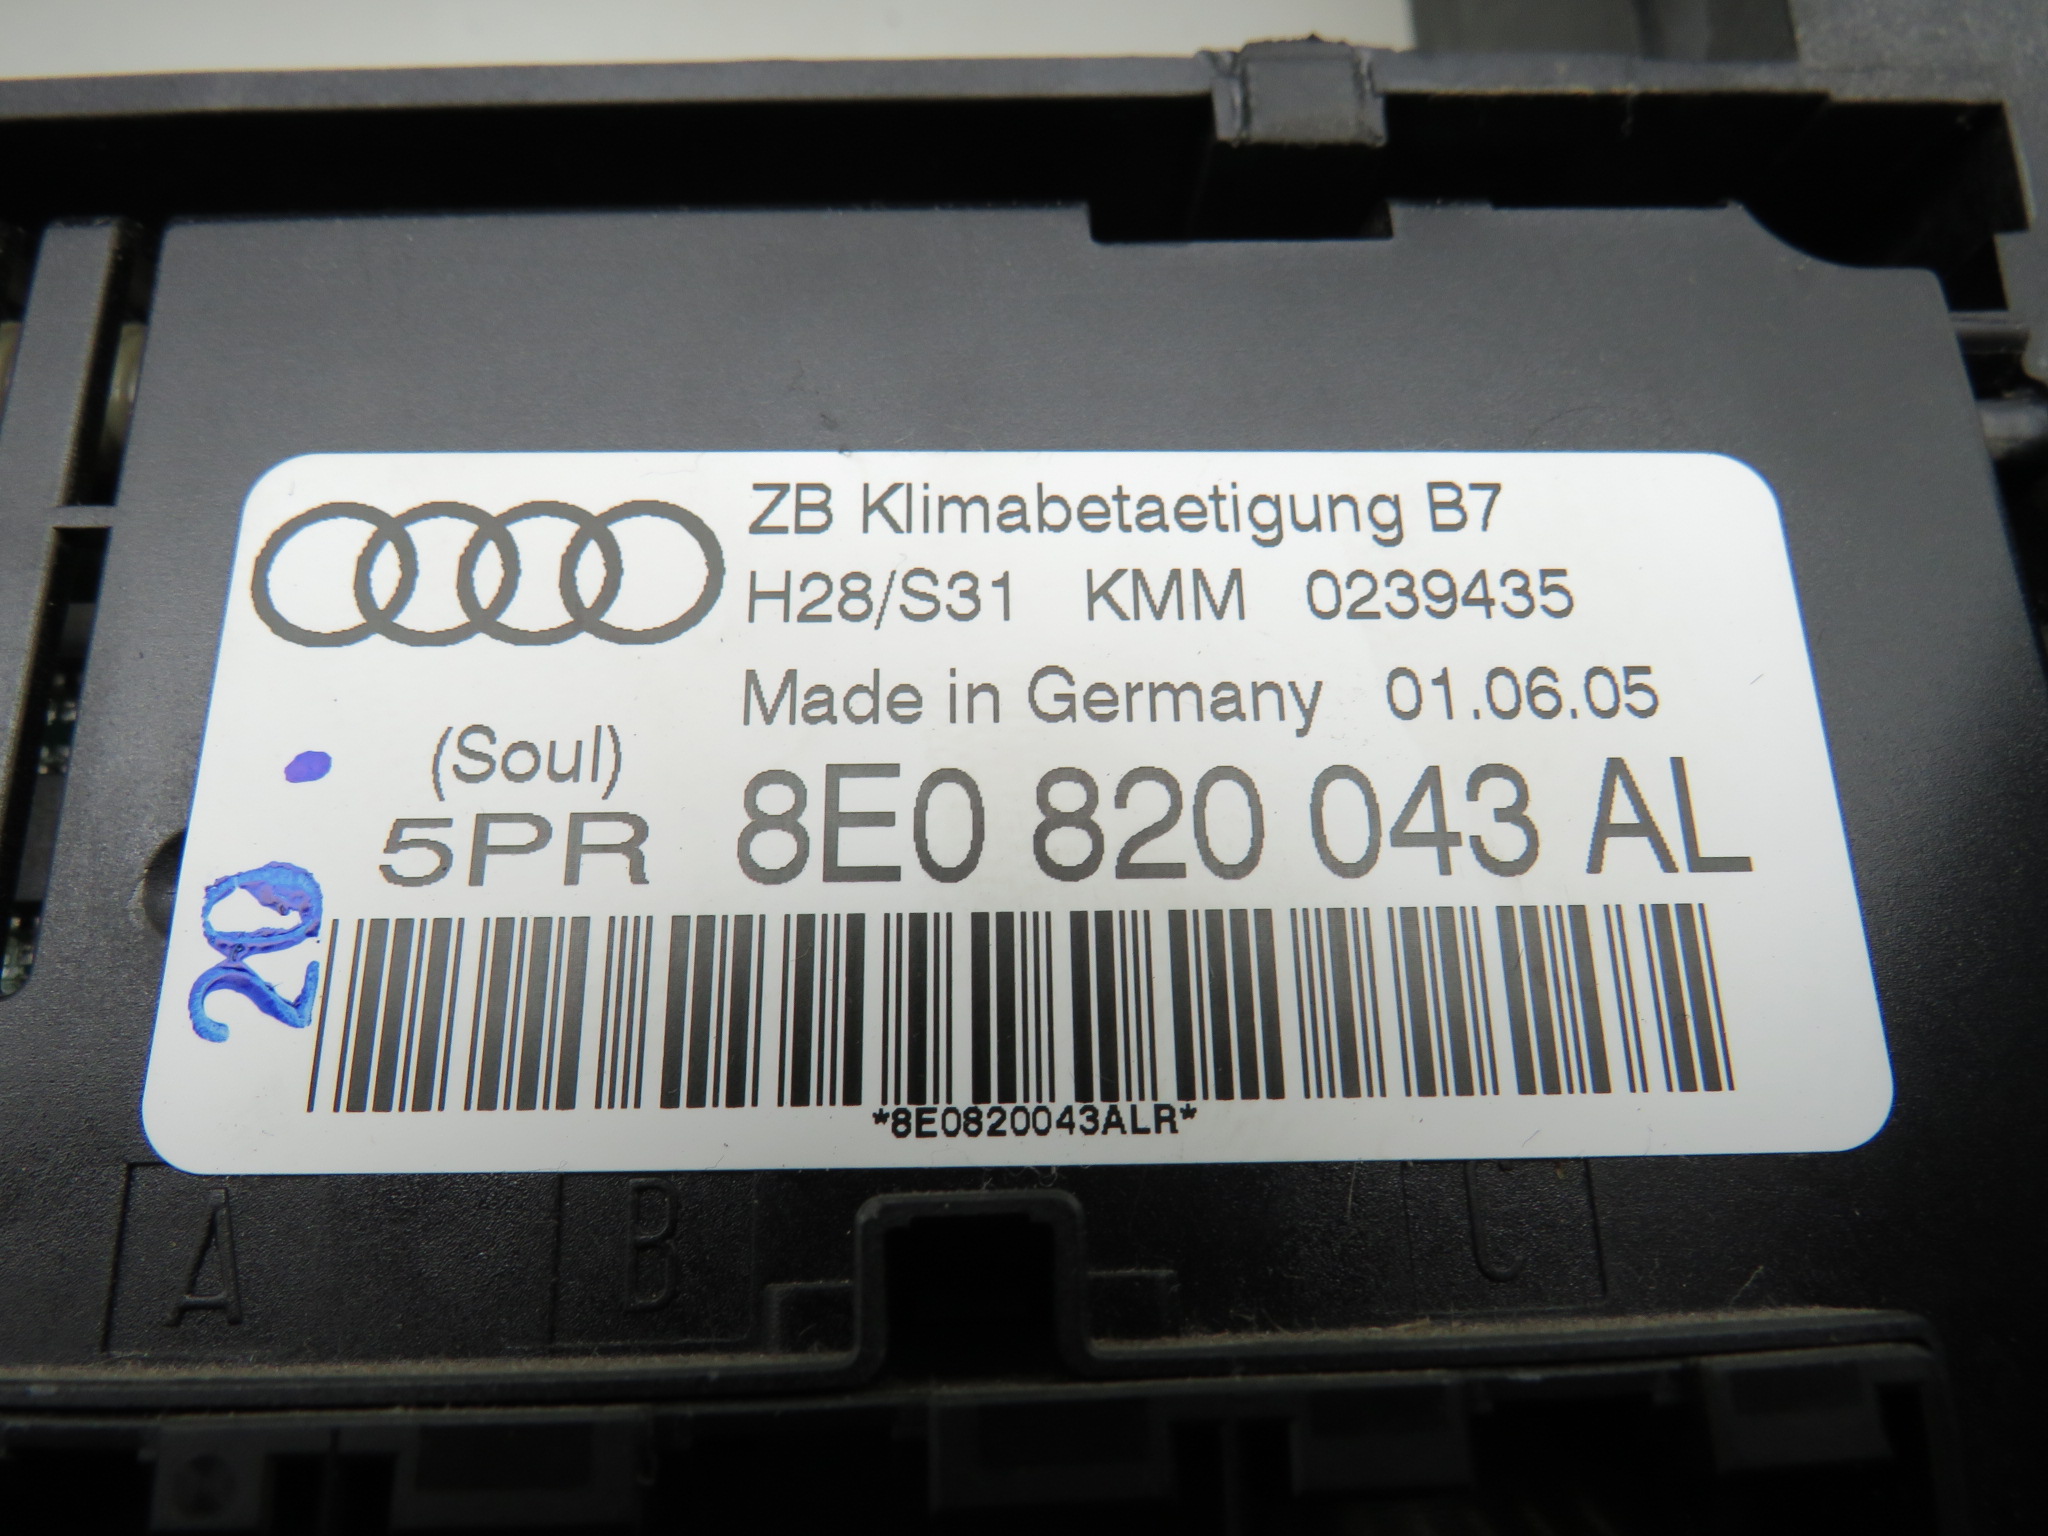 ZB Klimabetaetigung B7
H28/S31 KMM 0239435
Made in Germany 01.06.05
(Soul)
5PR 8E0 820 043 AL
20
*8E0820043ALR*
A B C